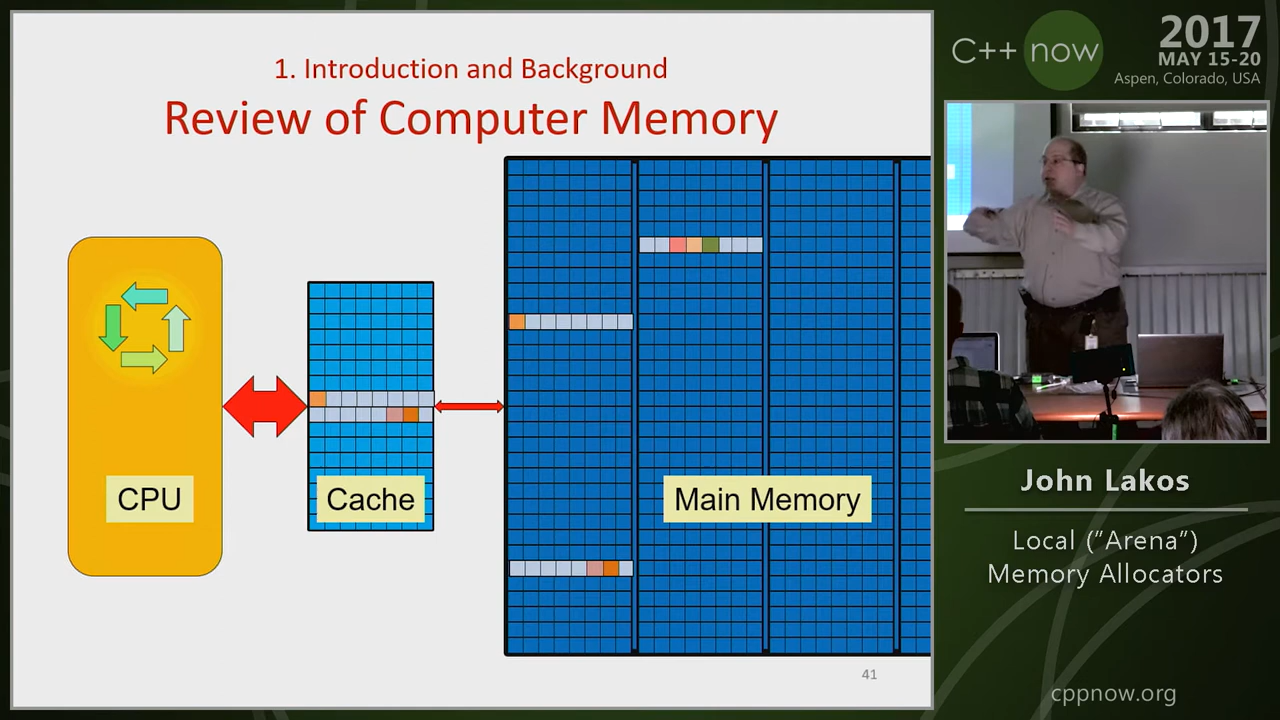 1. Introduction and Background
Review of Computer Memory
CPU
Cache
Main Memory
41
C++ now
2017
MAY 15-20
Aspen, Colorado, USA
John Lakos
Local ("Arena")
Memory Allocators
cppnow.org